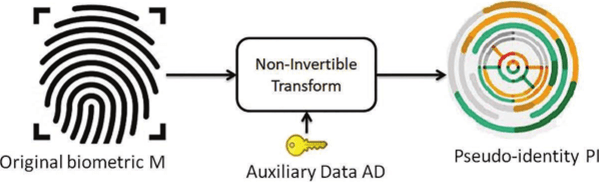 Non-Invertible
Transform
Original biometric M
Auxiliary Data AD
Pseudo-identity PI